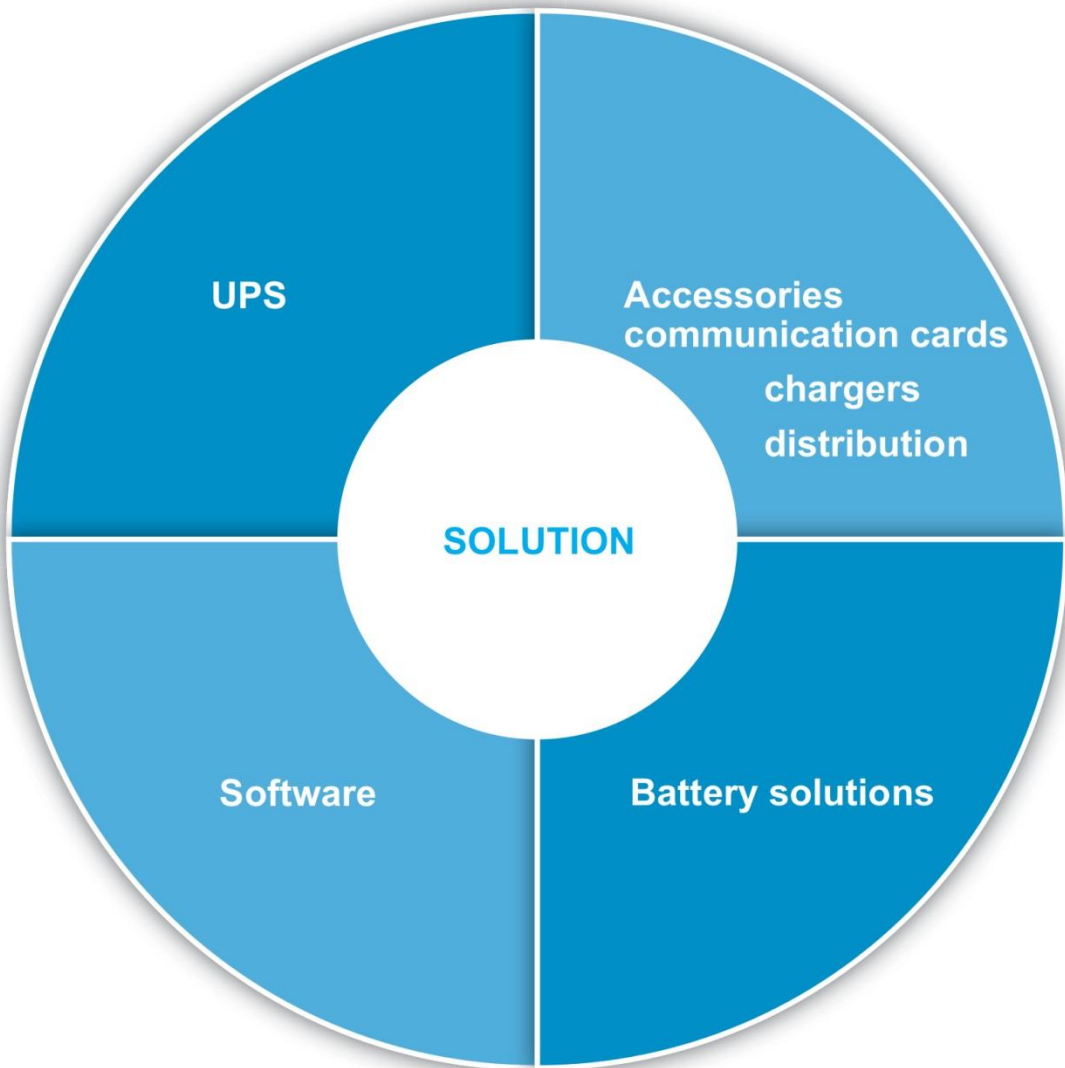 UPS
Accessories
communication cards
chargers
distribution
SOLUTION
Software
Battery solutions